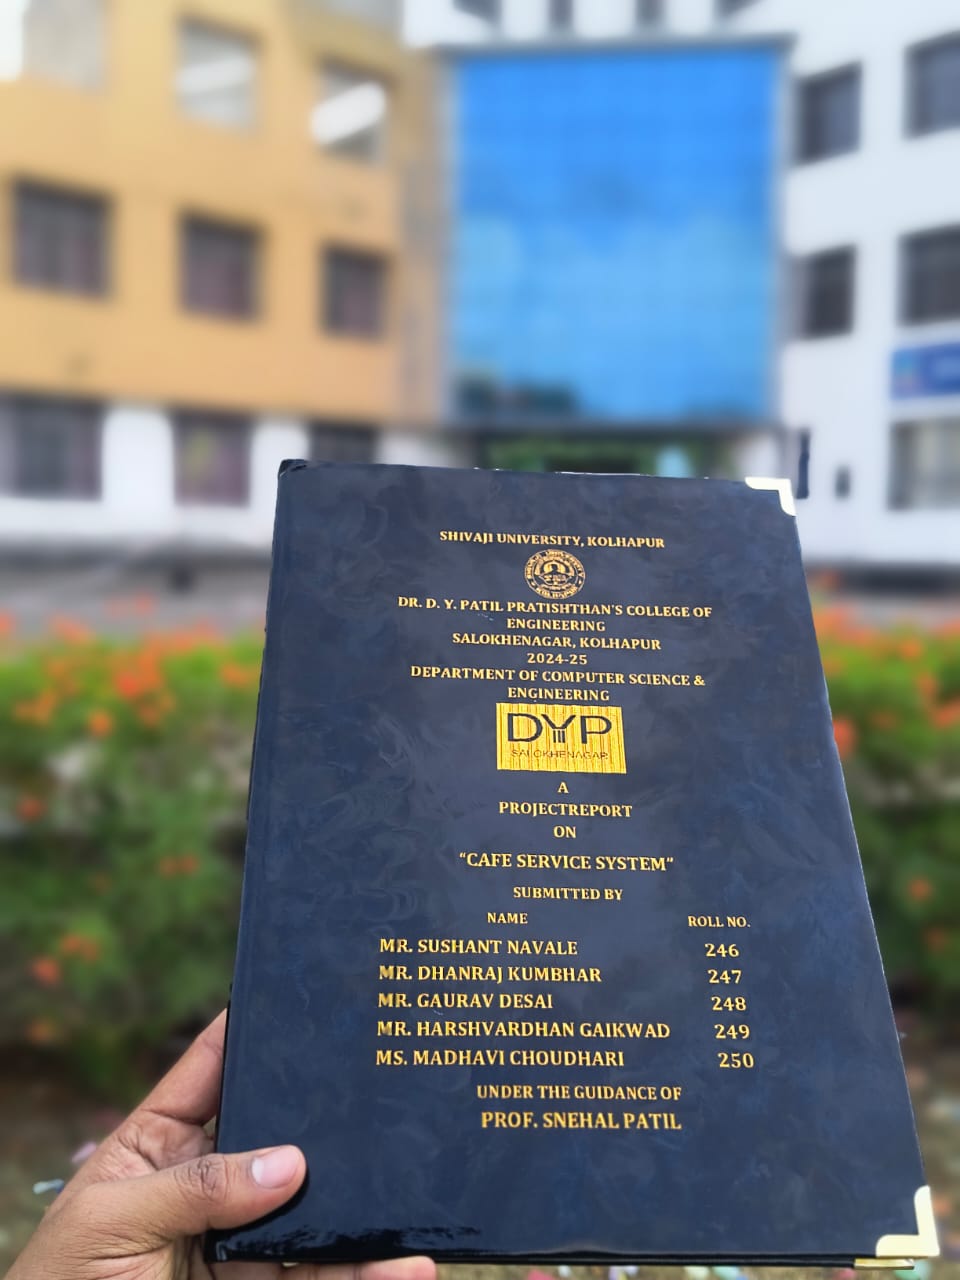 SHIVAJI UNIVERSITY, KOLHAPUR
SHIVAJI UNIVERSITY
KOLHAPUR
DR. D. Y. PATIL PRATISHTHAN'S COLLEGE OF
ENGINEERING
SALOKHENAGAR, KOLHAPUR
2024-25
DEPARTMENT OF COMPUTER SCIENCE &
ENGINEERING
DYP
SALOKHENAGAR
A
PROJECTREPORT
ON
"CAFE SERVICE SYSTEM"
SUBMITTED BY
NAME ROLL NO.
MR. SUSHANT NAVALE 246
MR. DHANRAJ KUMBHAR 247
MR. GAURAV DESAI 248
MR. HARSHVARDHAN GAIKWAD 249
MS. MADHAVI CHOUDHARI 250
UNDER THE GUIDANCE OF
PROF. SNEHAL PATIL